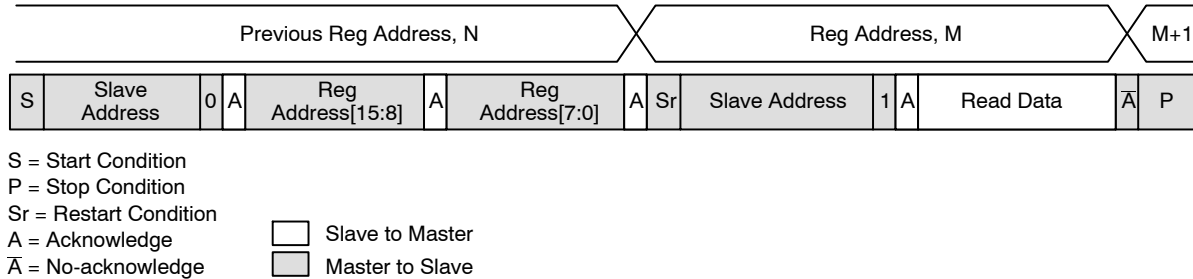 Previous Reg Address, N Reg Address, M M+1
S Slave Address 0 A Reg Address[15:8] A Reg Address[7:0] A Sr Slave Address 1 A Read Data A̅ P
S = Start Condition
P = Stop Condition
Sr = Restart Condition
A = Acknowledge
A̅ = No-acknowledge
Slave to Master
Master to Slave